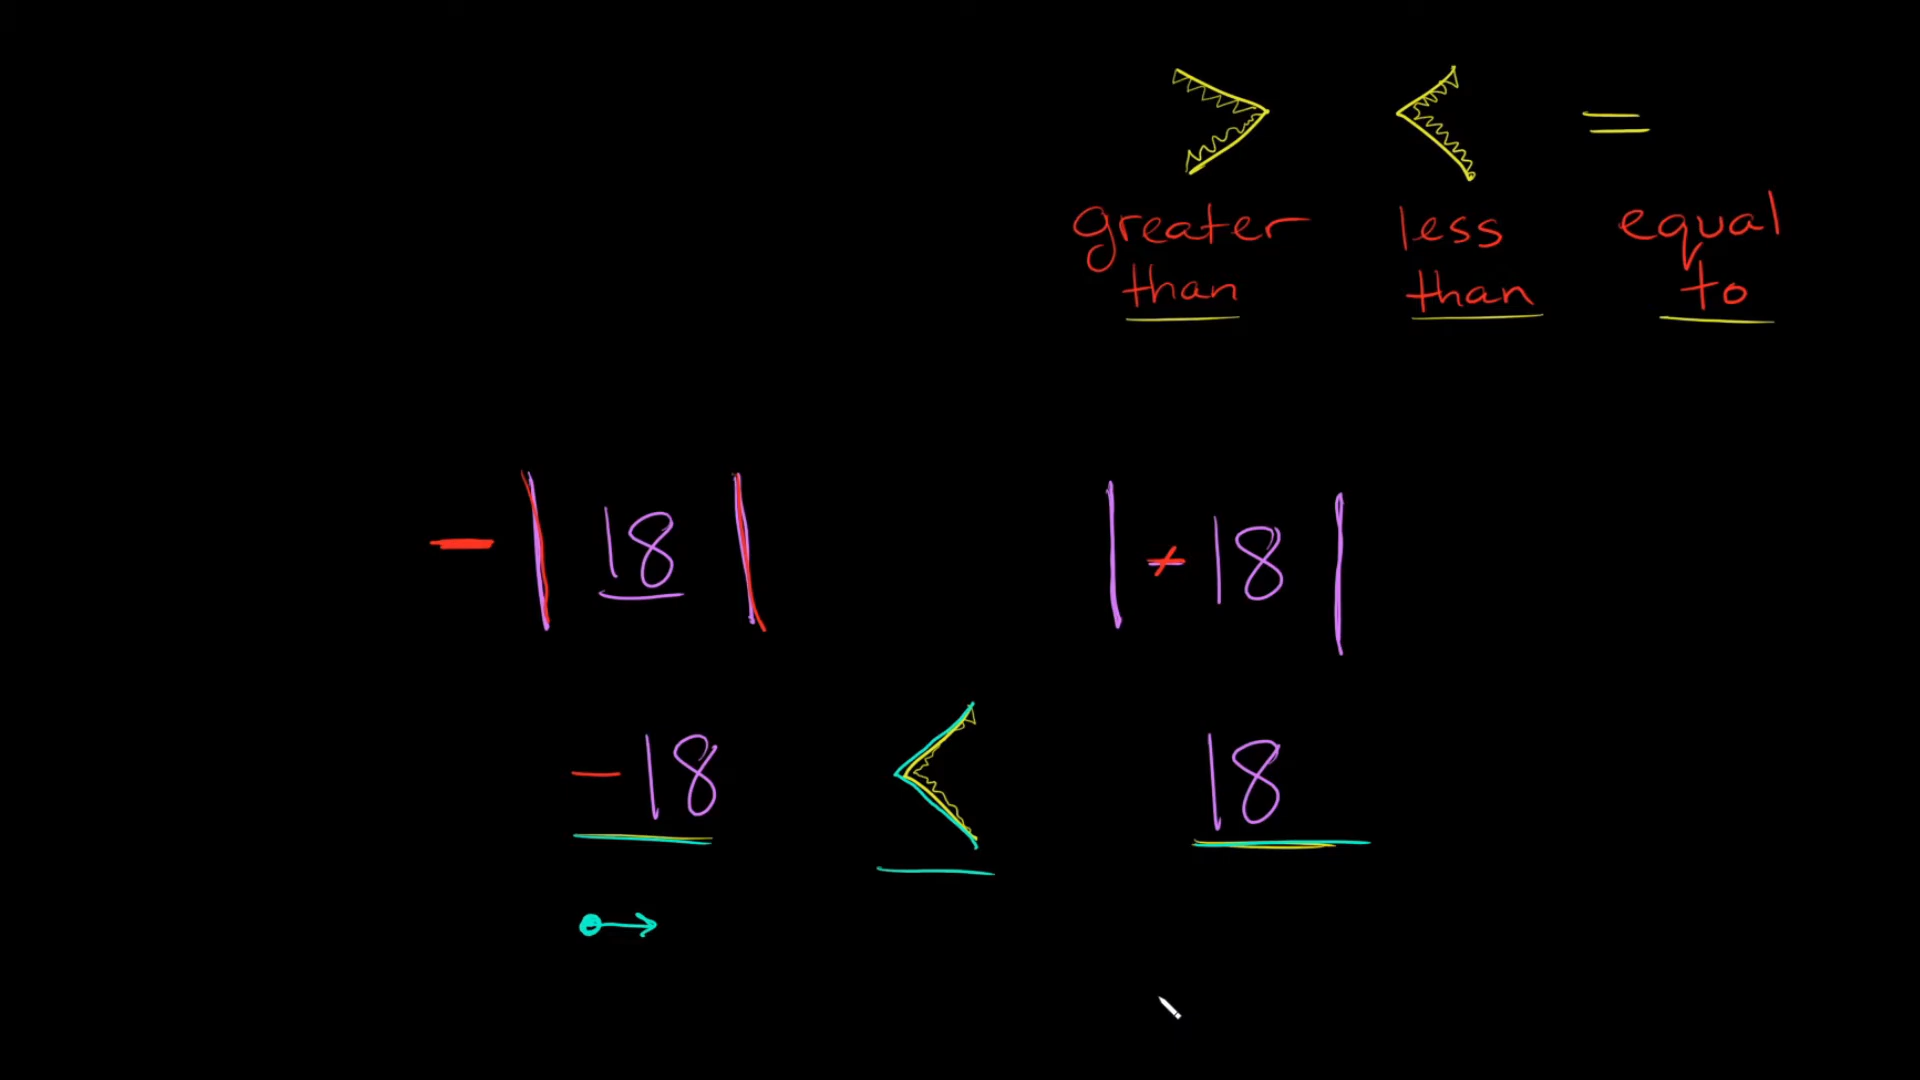 > < =
greater less equal
than than to
-|18| |-18|
-18 < 18